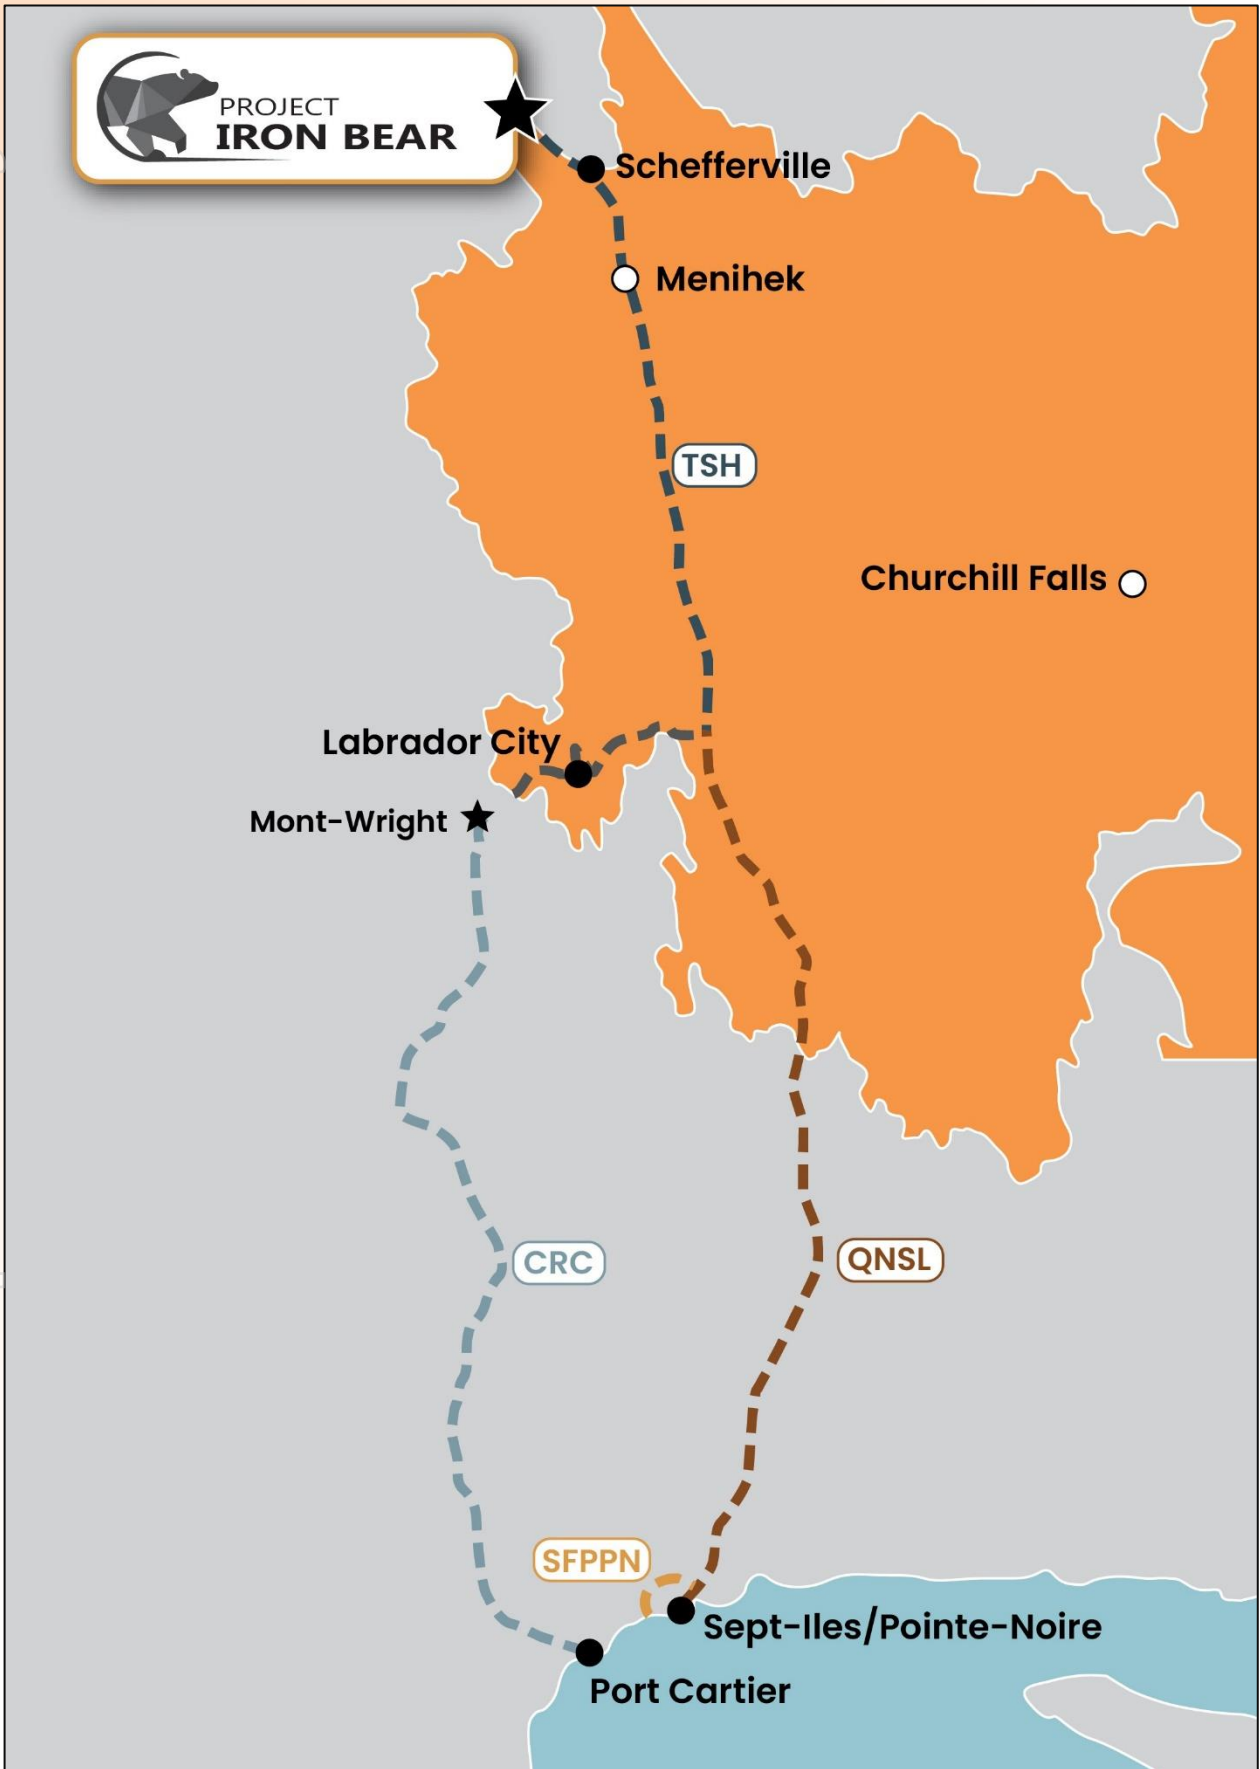 PROJECT
IRON BEAR
Schefferville
Menihek
TSH
Churchill Falls
Labrador City
Mont-Wright
CRC
QNSL
SFPPN
Sept-Iles/Pointe-Noire
Port Cartier